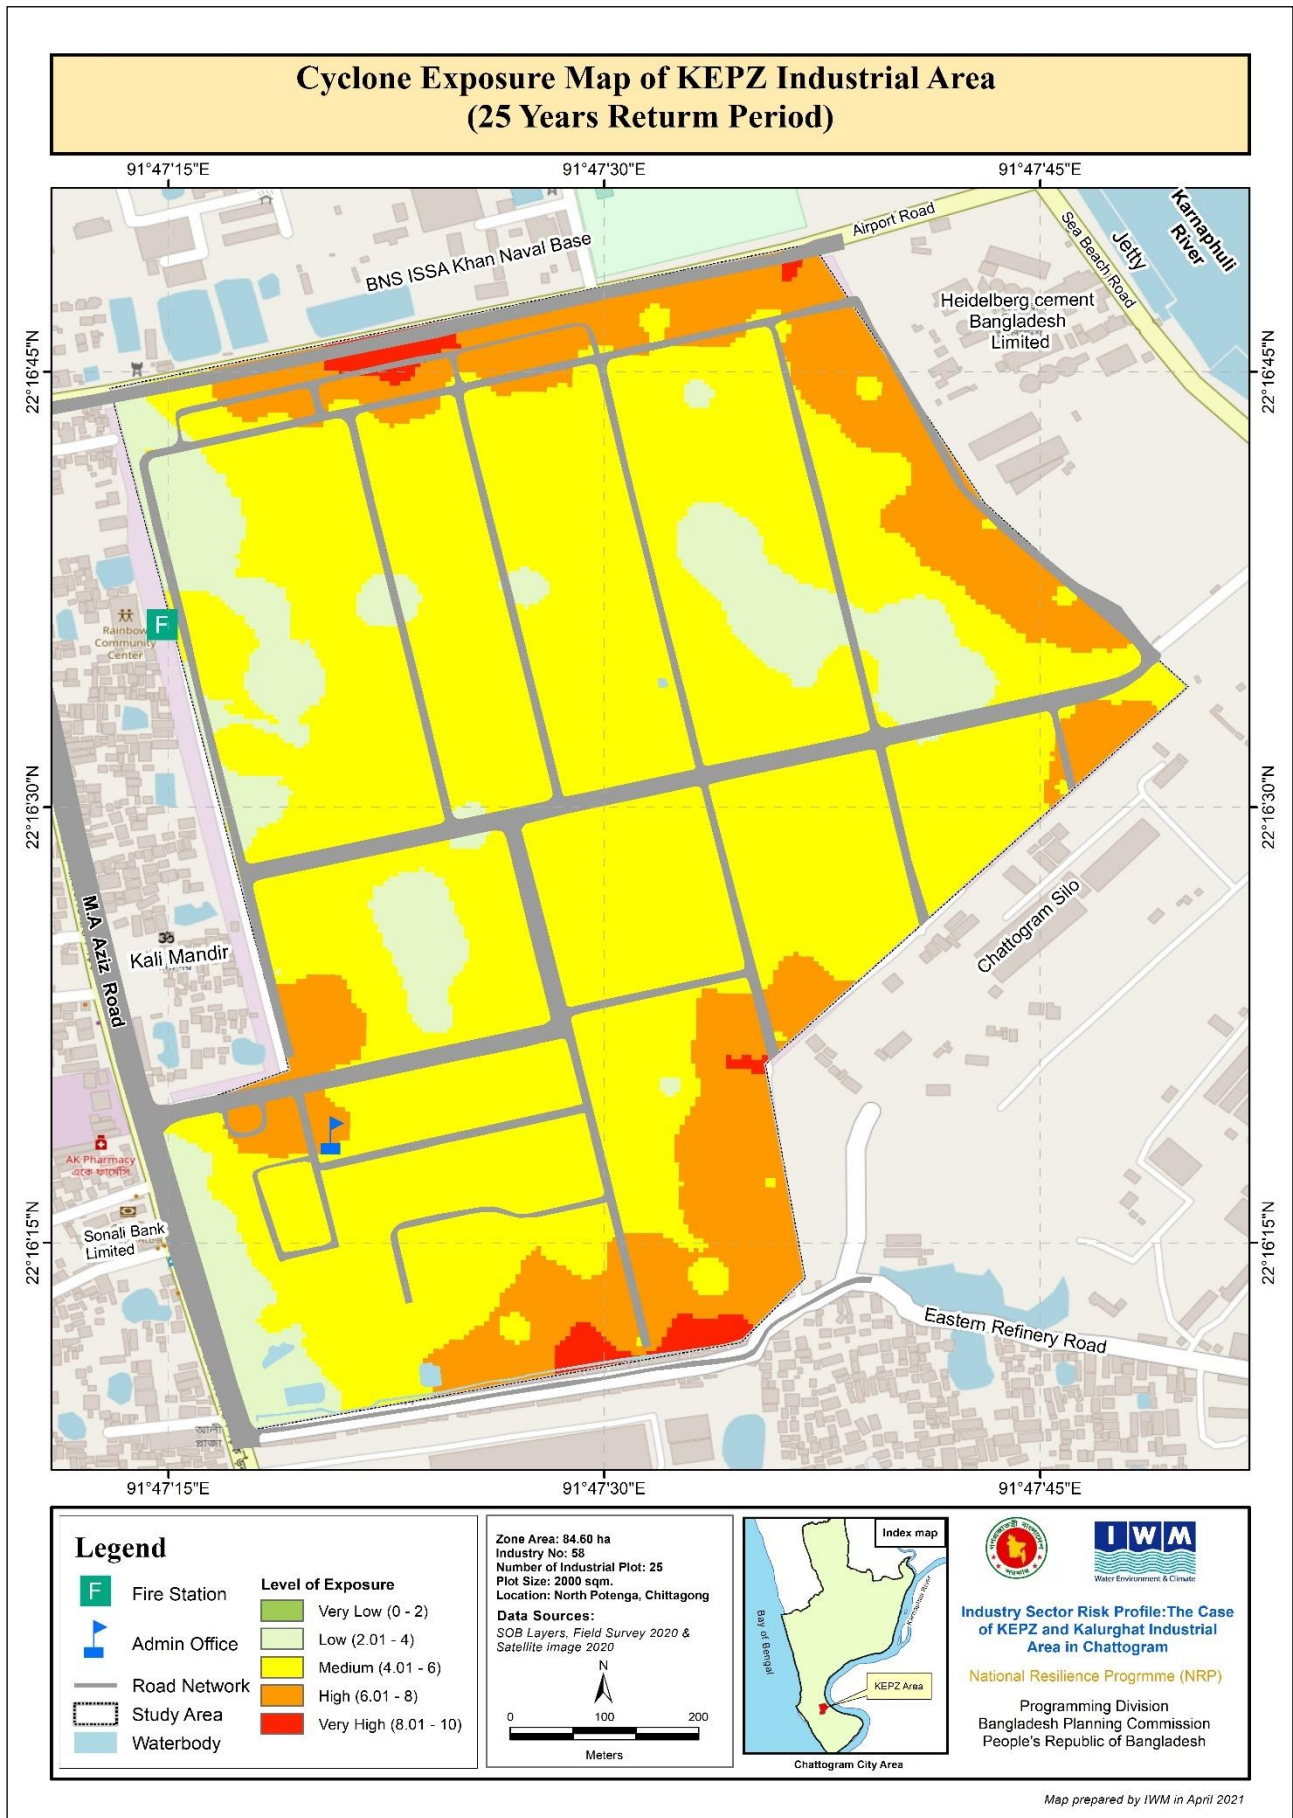 Cyclone Exposure Map of KEPZ Industrial Area
(25 Years Returm Period)
91°47'15"E
91°47'30"E
91°47'45"E
Karnaphuli
River
Jetty
Airport Road
Sea Beach Road
BNS ISSA Khan Naval Base
Heidelberg cement
Bangladesh
Limited
22°16'45"N
22°16'45"N
F
Rainbow
Community
Center
22°16'30"N
22°16'30"N
M.A Aziz Road
Kali Mandir
Chattogram Silo
AK Pharmacy
একে ফার্মেসি
Sonali Bank
Limited
22°16'15"N
22°16'15"N
Eastern Refinery Road
আলী
প্লাজা
91°47'15"E
91°47'30"E
91°47'45"E
Legend
F Fire Station
Admin Office
Road Network
Study Area
Waterbody
Level of Exposure
Very Low (0 - 2)
Low (2.01 - 4)
Medium (4.01 - 6)
High (6.01 - 8)
Very High (8.01 - 10)
Zone Area: 84.60 ha
Industry No: 58
Number of Industrial Plot: 25
Plot Size: 2000 sqm.
Location: North Potenga, Chittagong
Data Sources:
SOB Layers, Field Survey 2020 &
Satellite image 2020
N
0 100 200
Meters
Index map
Karnaphuli River
Bay of Bengal
KEPZ Area
Chattogram City Area
IWM
Water Environment & Climate
Industry Sector Risk Profile:The Case
of KEPZ and Kalurghat Industrial
Area in Chattogram
National Resilience Progrmme (NRP)
Programming Division
Bangladesh Planning Commission
People's Republic of Bangladesh
Map prepared by IWM in April 2021